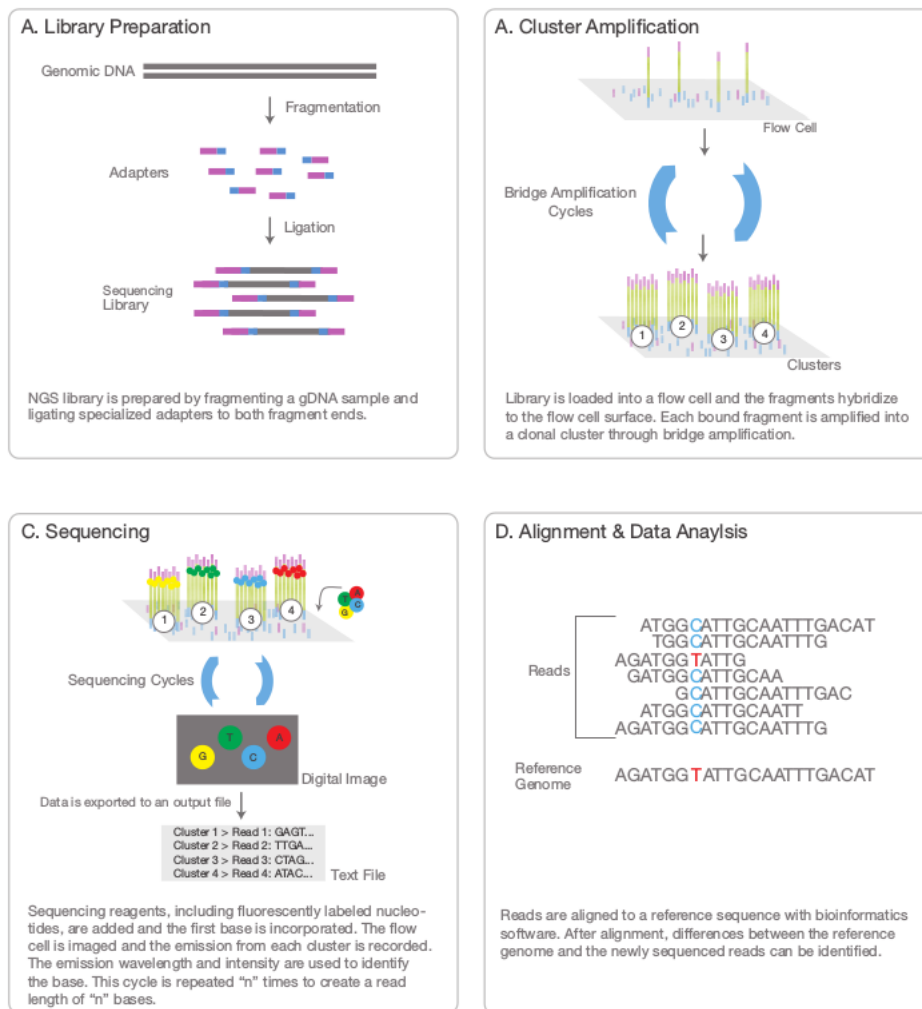 A. Library Preparation
Genomic DNA
Fragmentation
Adapters
Ligation
Sequencing
Library
NGS library is prepared by fragmenting a gDNA sample and
ligating specialized adapters to both fragment ends.
A. Cluster Amplification
Flow Cell
Bridge Amplification
Cycles
1 2 3 4
Clusters
Library is loaded into a flow cell and the fragments hybridize
to the flow cell surface. Each bound fragment is amplified into
a clonal cluster through bridge amplification.
C. Sequencing
1 2 3 4
T A
G C
Sequencing Cycles
T A
G C
Digital Image
Data is exported to an output file
Cluster 1 > Read 1: GAGT...
Cluster 2 > Read 2: TTGA...
Cluster 3 > Read 3: CTAG...
Cluster 4 > Read 4: ATAC...
Text File
Sequencing reagents, including fluorescently labeled nucleo-
tides, are added and the first base is incorporated. The flow
cell is imaged and the emission from each cluster is recorded.
The emission wavelength and intensity are used to identify
the base. This cycle is repeated “n” times to create a read
length of “n” bases.
D. Alignment & Data Anaylsis
Reads
ATGGCATTGCAATTTGACAT
TGGCATTGCAATTTG
AGATGGTATTG
GATGGCATTGCAA
GCATTGCAATTTGAC
ATGGCATTGCAATT
AGATGGCATTGCAATTTG
Reference
Genome
AGATGGTATTGCAATTTGACAT
Reads are aligned to a reference sequence with bioinformatics
software. After alignment, differences between the reference
genome and the newly sequenced reads can be identified.